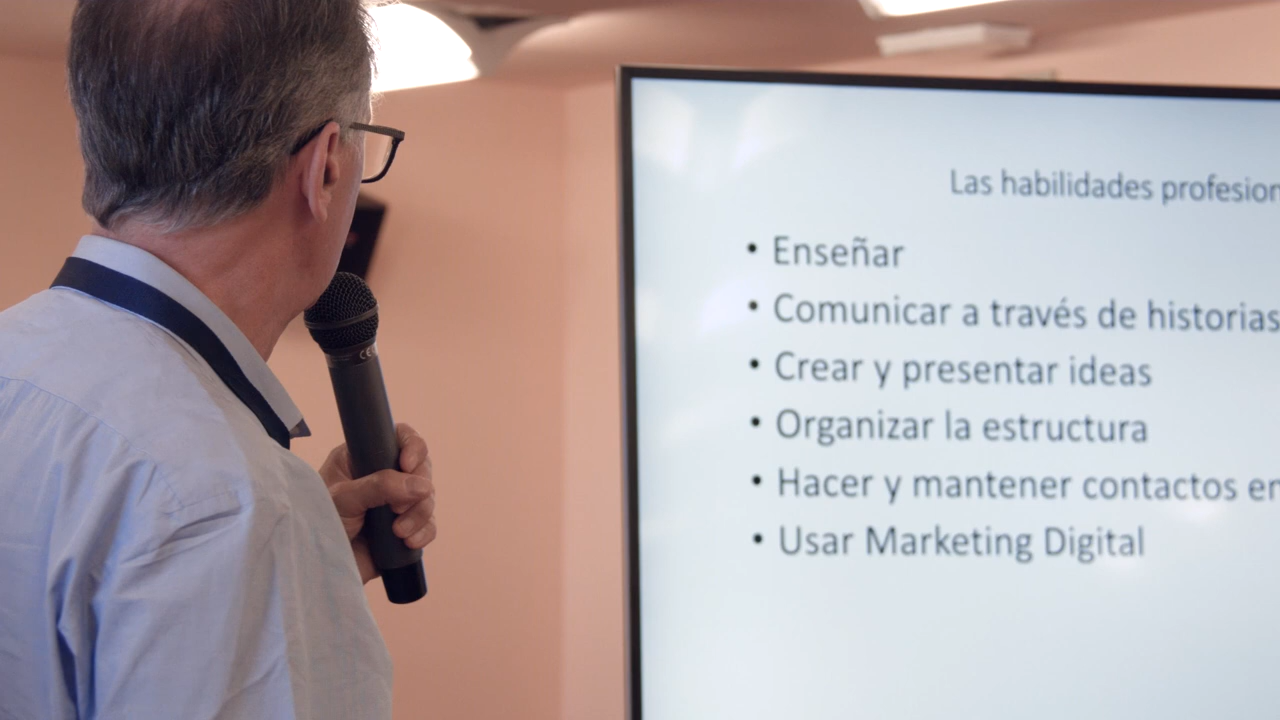 Las habilidades profesion
• Enseñar
• Comunicar a través de historias
• Crear y presentar ideas
• Organizar la estructura
• Hacer y mantener contactos en
• Usar Marketing Digital